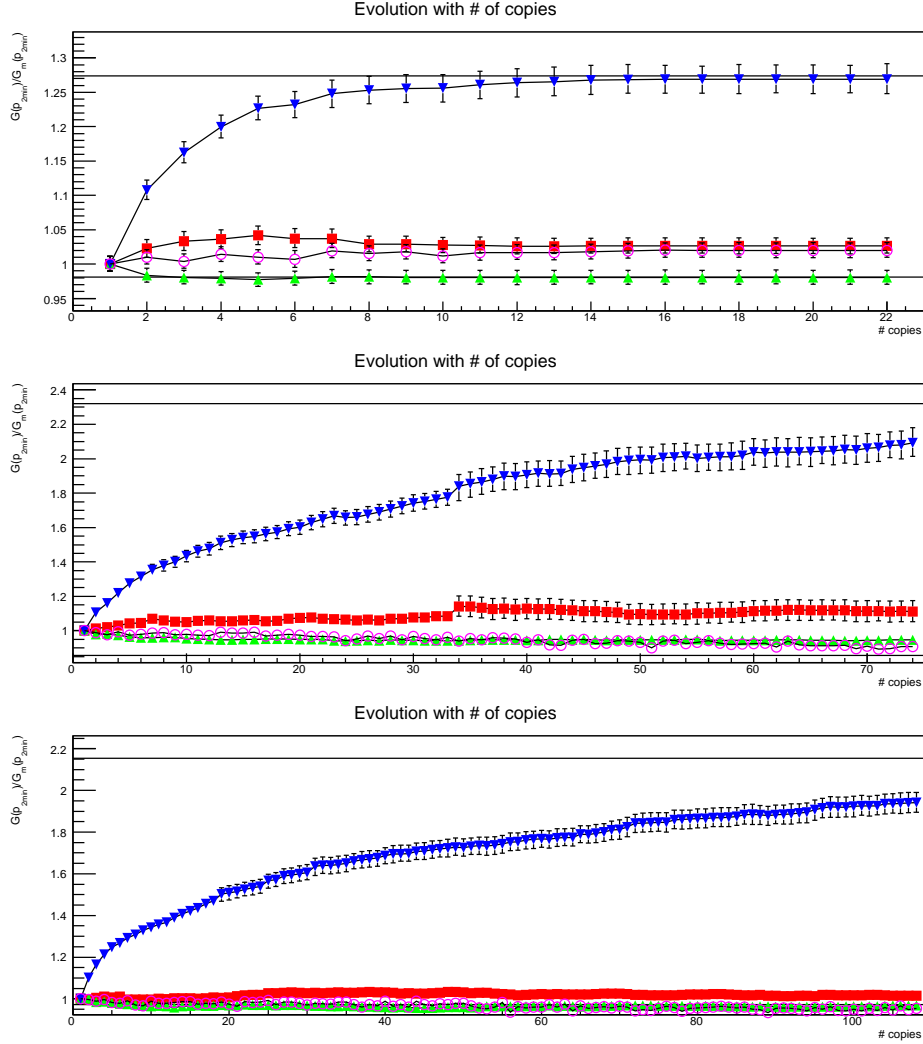 Evolution with # of copies
G(p2min)/Gm(p2min)
1.3
1.25
1.2
1.15
1.1
1.05
1
0.95
0 2 4 6 8 10 12 14 16 18 20 22
# copies
Evolution with # of copies
G(p2min)/Gm(p2min)
2.4
2.2
2
1.8
1.6
1.4
1.2
1
0 10 20 30 40 50 60 70
# copies
Evolution with # of copies
G(p2min)/Gm(p2min)
2.2
2
1.8
1.6
1.4
1.2
1
0 20 40 60 80 100
# copies